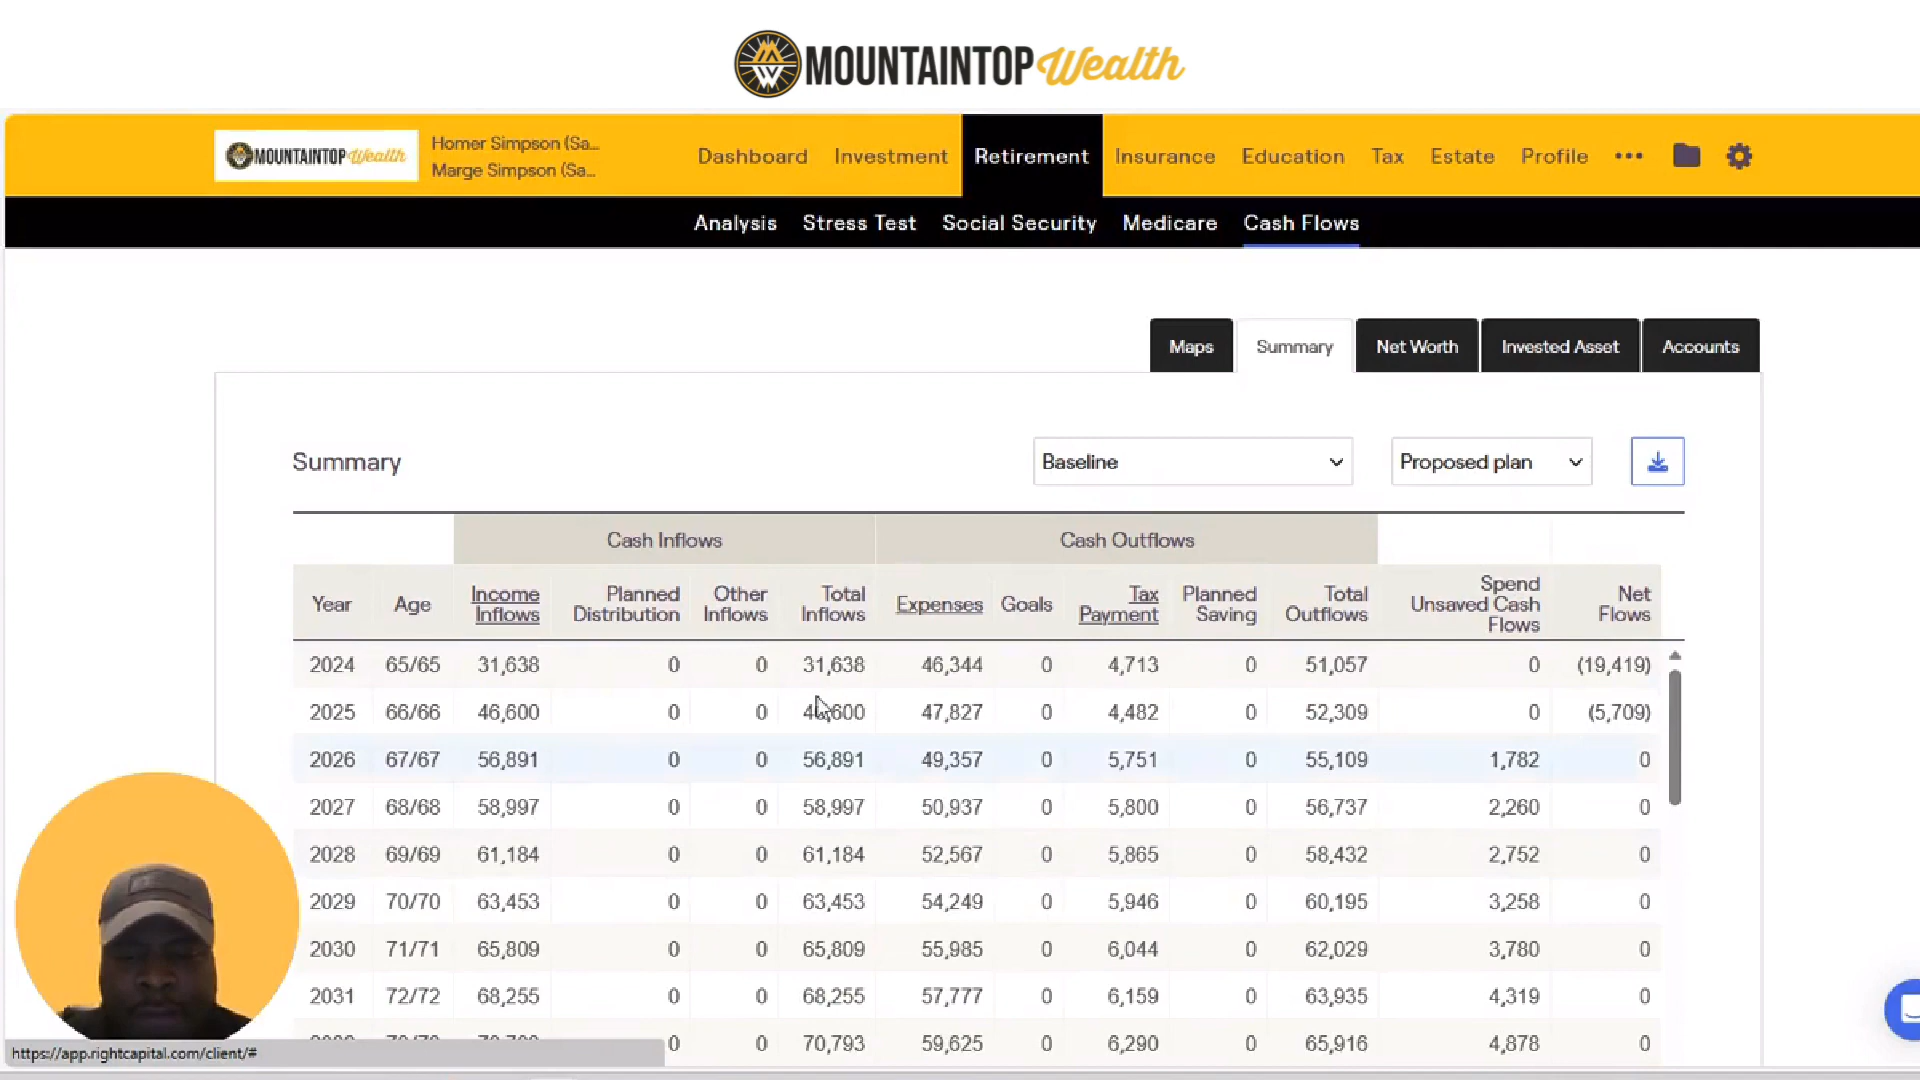 MOUNTAINTOP Wealth
MOUNTAINTOP Wealth
Homer Simpson (Sa...
Marge Simpson (Sa...
Dashboard Investment Retirement Insurance Education Tax Estate Profile •••
Analysis Stress Test Social Security Medicare Cash Flows
Maps Summary Net Worth Invested Asset Accounts
Summary Baseline Proposed plan
Cash Inflows Cash Outflows
Year Age Income Inflows Planned Distribution Other Inflows Total Inflows Expenses Goals Tax Payment Planned Saving Total Outflows Spend Unsaved Cash Flows Net Flows
2024 65/65 31,638 0 0 31,638 46,344 0 4,713 0 51,057 0 (19,419)
2025 66/66 46,600 0 0 47,827 0 4,482 0 52,309 0 (5,709)
2026 67/67 56,891 0 0 56,891 49,357 0 5,751 0 55,109 1,782 0
2027 68/68 58,997 0 0 58,997 50,937 0 5,800 0 56,737 2,260 0
2028 69/69 61,184 0 0 61,184 52,567 0 5,865 0 58,432 2,752 0
2029 70/70 63,453 0 0 63,453 54,249 0 5,946 0 60,195 3,258 0
2030 71/71 65,809 0 0 65,809 55,985 0 6,044 0 62,029 3,780 0
2031 72/72 68,255 0 0 68,255 57,777 0 6,159 0 63,935 4,319 0
0 0 70,793 59,625 0 6,290 0 65,916 4,878 0
https://app.rightcapital.com/client/#